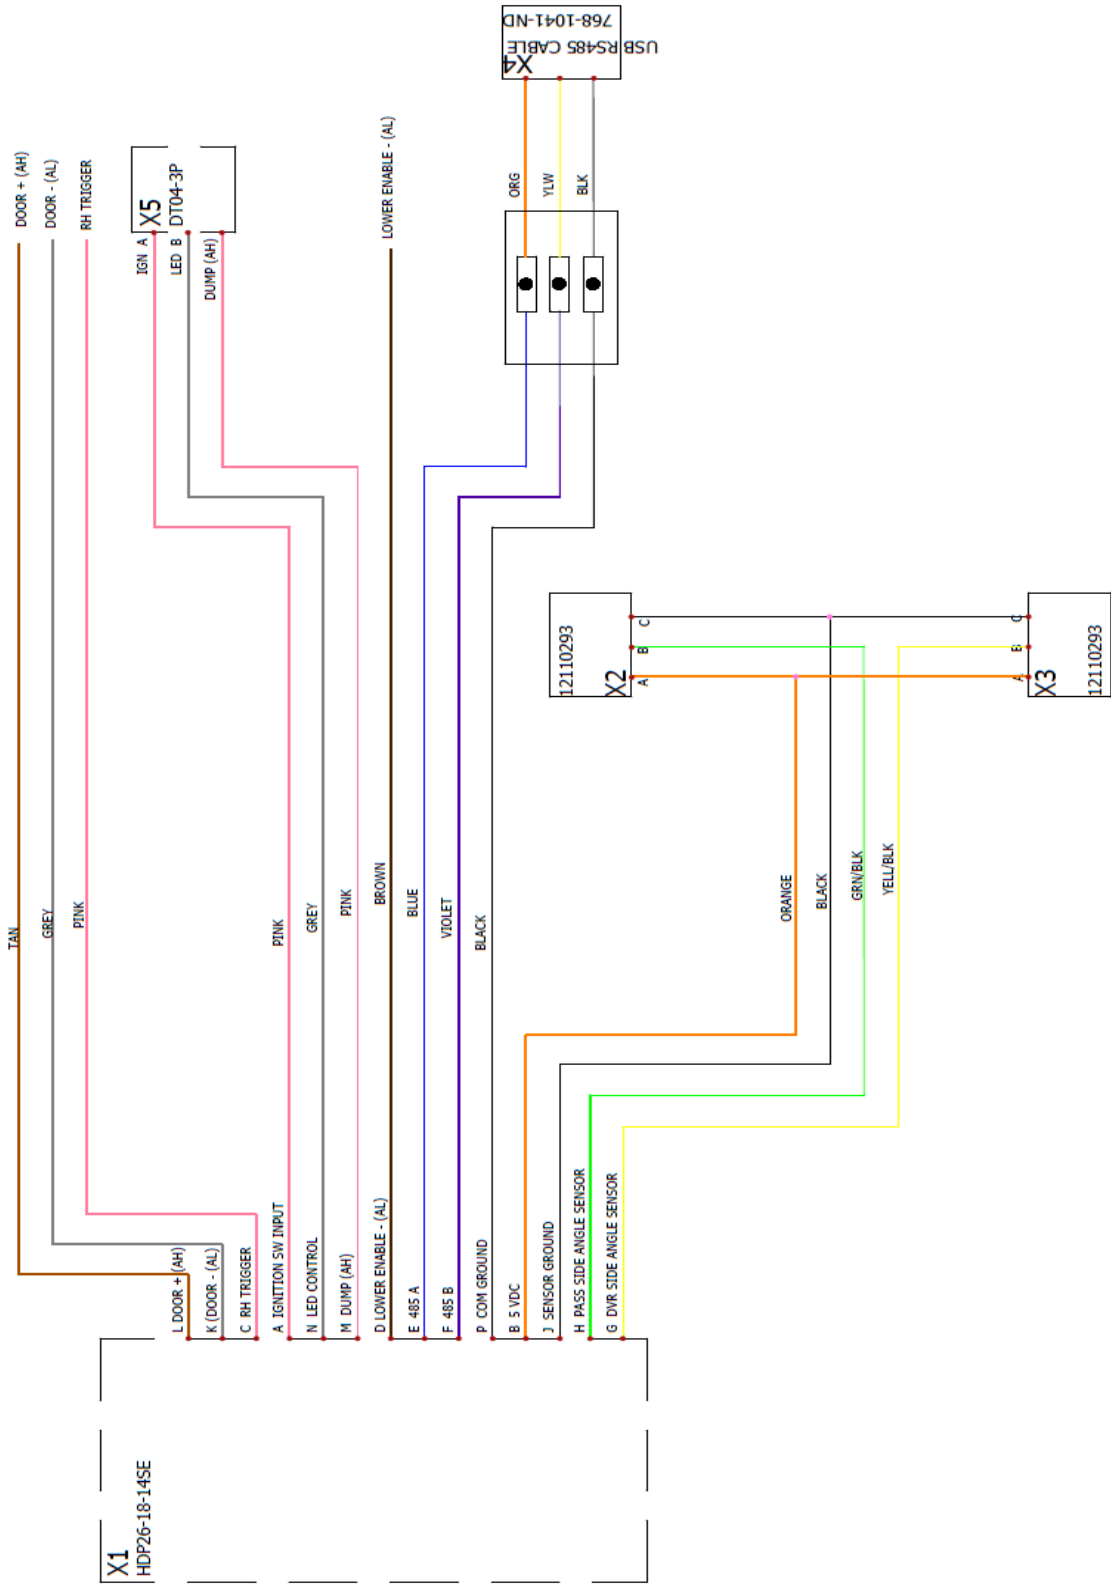 768-1041-ND
USB RS485 CABLE
X4
DOOR + (AH)
DOOR - (AL)
RH TRIGGER
X5
DT04-3P
IGN A
LED B
DUMP (AH)
LOWER ENABLE - (AL)
ORG
YLW
BLK
12110293
X2
A
B
C
C
B
A
X3
12110293
TAN
GREY
PINK
PINK
GREY
PINK
BROWN
BLUE
VIOLET
BLACK
ORANGE
BLACK
GRN/BLK
YELL/BLK
L DOOR + (AH)
K (DOOR - (AL)
C RH TRIGGER
A IGNITION SW INPUT
N LED CONTROL
M DUMP (AH)
D LOWER ENABLE - (AL)
E 485 A
F 485 B
P COM GROUND
B 5 VDC
J SENSOR GROUND
H PASS SIDE ANGLE SENSOR
G DVR SIDE ANGLE SENSOR
X1
HDP26-18-14SE